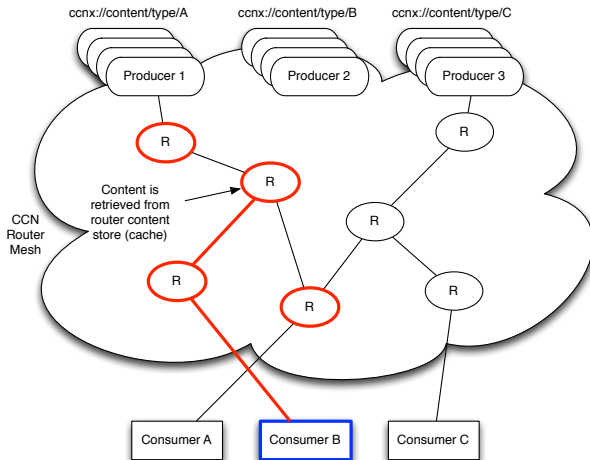 ccnx://content/type/A
ccnx://content/type/B
ccnx://content/type/C
Producer 1
Producer 2
Producer 3
R
R
R
Content is
retrieved from
router content
store (cache)
R
CCN
Router
Mesh
R
R
R
Consumer A
Consumer B
Consumer C